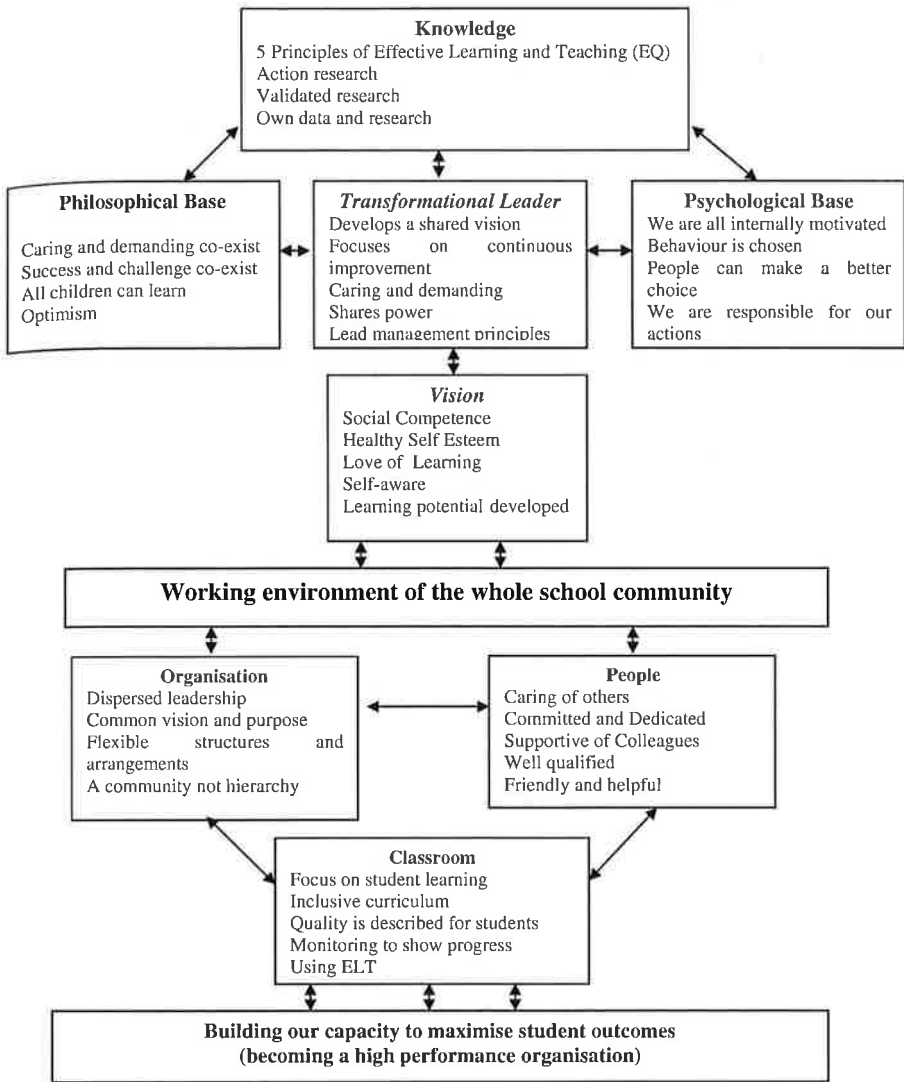 Knowledge
5 Principles of Effective Learning and Teaching (EQ)
Action research
Validated research
Own data and research
Philosophical Base
Caring and demanding co-exist
Success and challenge co-exist
All children can learn
Optimism
Transformational Leader
Develops a shared vision
Focuses on continuous
improvement
Caring and demanding
Shares power
Lead management principles
Psychological Base
We are all internally motivated
Behaviour is chosen
People can make a better
choice
We are responsible for our
actions
Vision
Social Competence
Healthy Self Esteem
Love of Learning
Self-aware
Learning potential developed
Working environment of the whole school community
Organisation
Dispersed leadership
Common vision and purpose
Flexible structures and
arrangements
A community not hierarchy
People
Caring of others
Committed and Dedicated
Supportive of Colleagues
Well qualified
Friendly and helpful
Classroom
Focus on student learning
Inclusive curriculum
Quality is described for students
Monitoring to show progress
Using ELT
Building our capacity to maximise student outcomes
(becoming a high performance organisation)